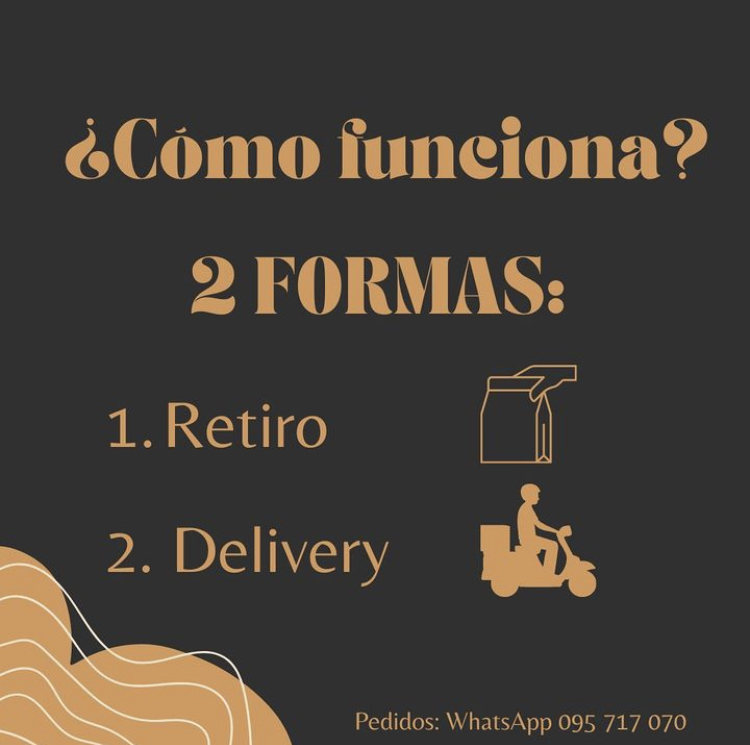 ¿Cómo funciona?
2 FORMAS:
1. Retiro
2. Delivery
Pedidos: WhatsApp 095 717 070